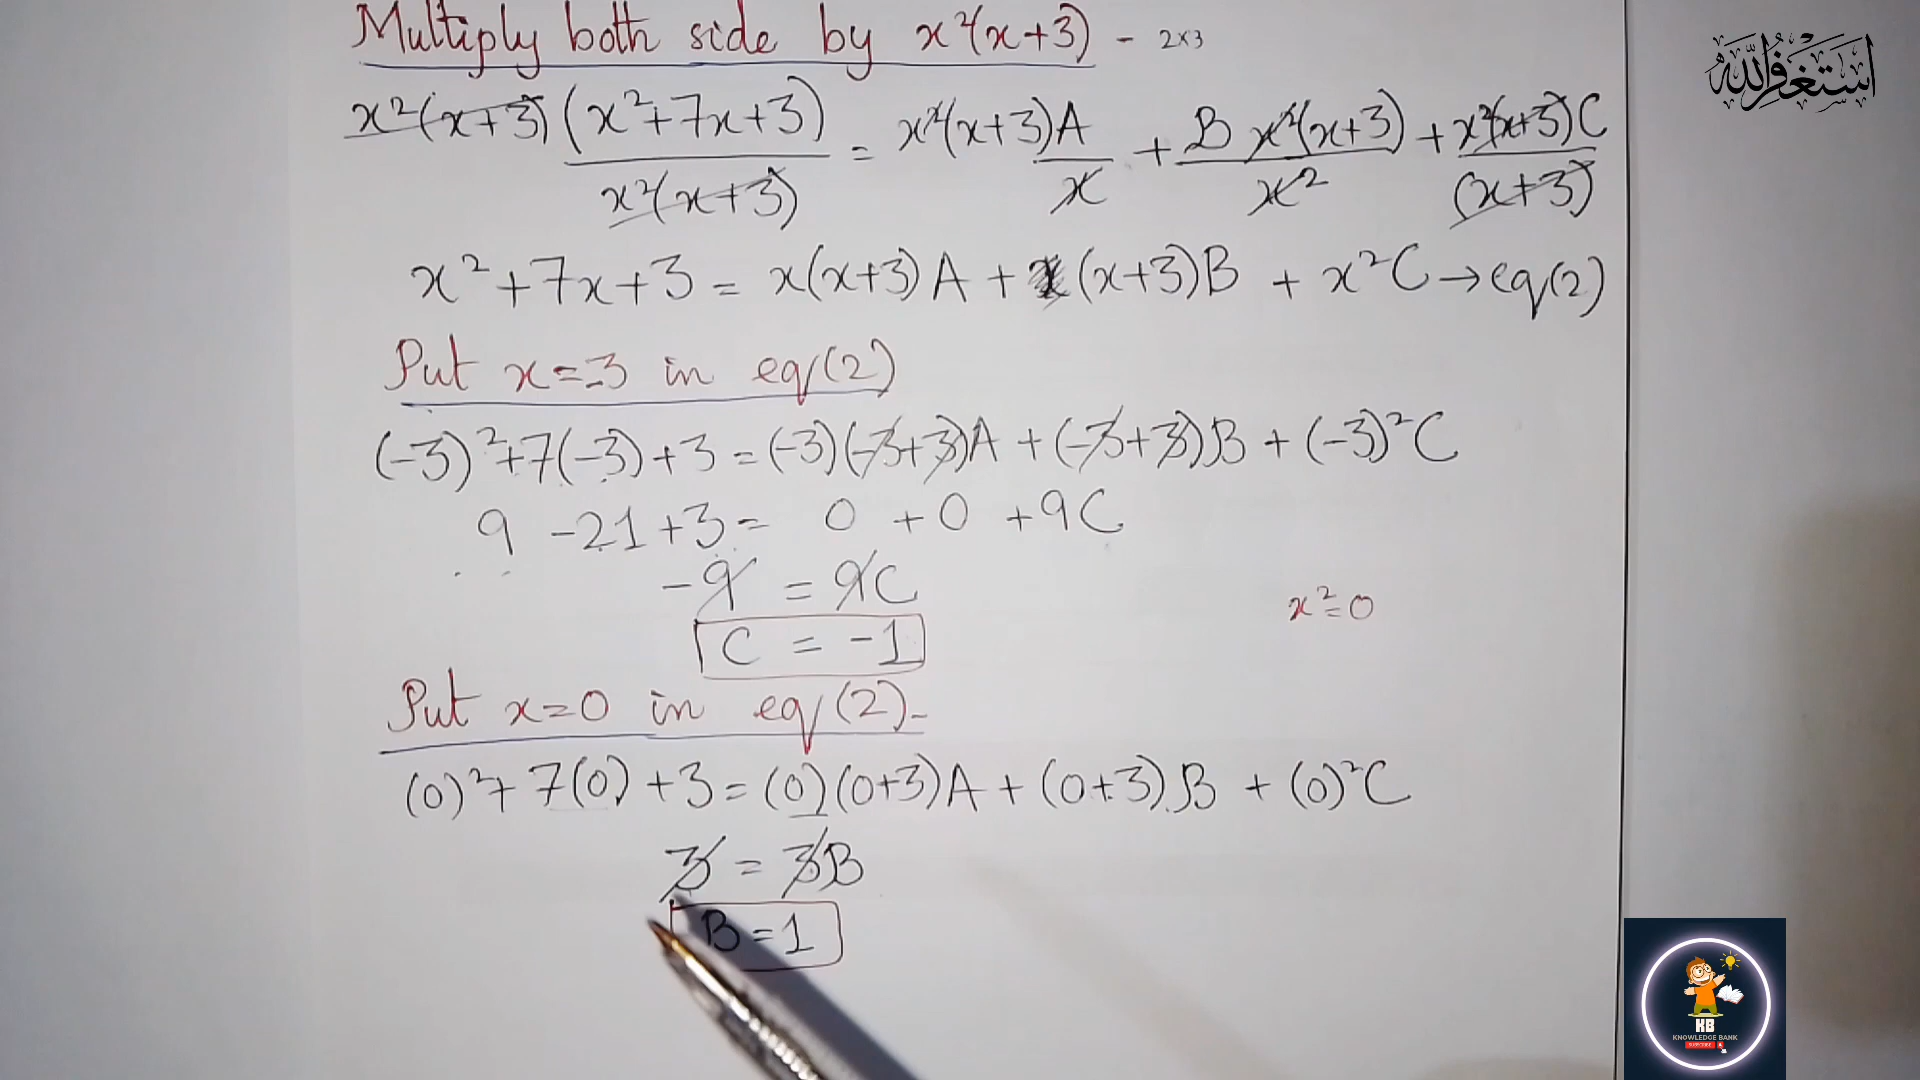 Multiply both side by x²(x+3) - 2x3
استغفر الله
x²(x+3) (x²+7x+3) / x²(x+3) = x²(x+3)A / x + B x²(x+3) / x² + x²(x+3)C / (x+3)
x²+7x+3 = x(x+3)A + (x+3)B + x²C → eq(2)
Put x=-3 in eq(2)
(-3)²+7(-3)+3 = (-3)(-3+3)A + (-3+3)B + (-3)²C
9 -21+3 = 0 + 0 + 9C
-9 = 9C
x²=0
C = -1
Put x=0 in eq(2)-
(0)²+7(0)+3 = (0)(0+3)A + (0+3)B + (0)²C
3 = 3B
B = 1
KB
KNOWLEDGE BANK
SUBSCRIBE